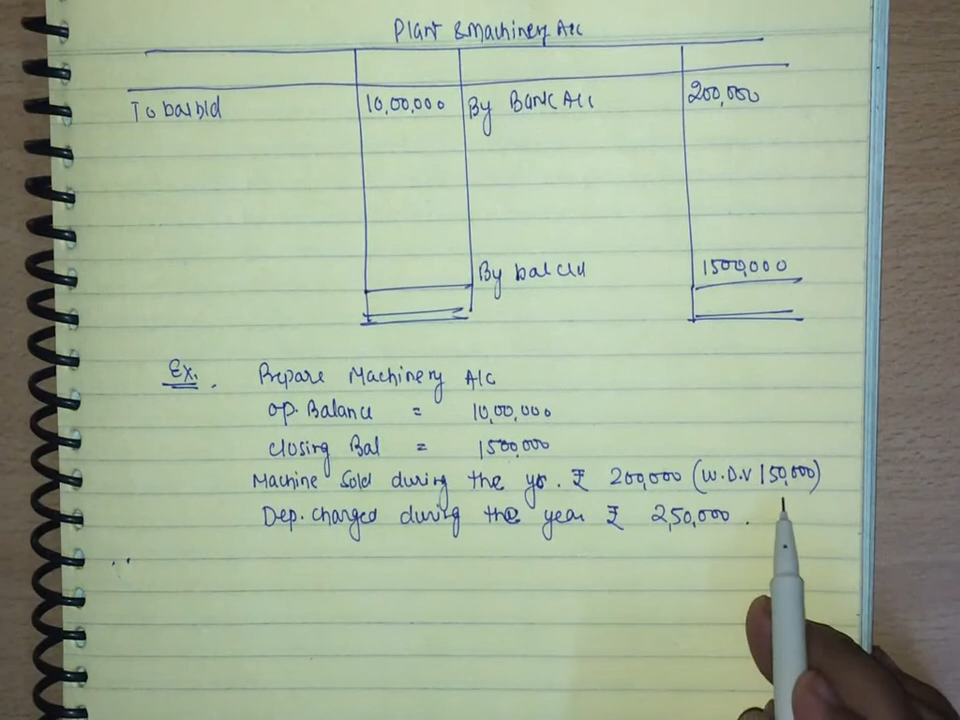 Plant & Machinery A/c
To bal b/d 10,00,000 By Bank A/c 200,000
By bal c/d 1500,000
Ex. Prepare Machinery A/c
op. Balance = 10,00,000
closing Bal = 1500,000
Machine Sold during the yr. ₹ 200,000 (W.D.V 150,000)
Dep. charged during the year ₹ 2,50,000.